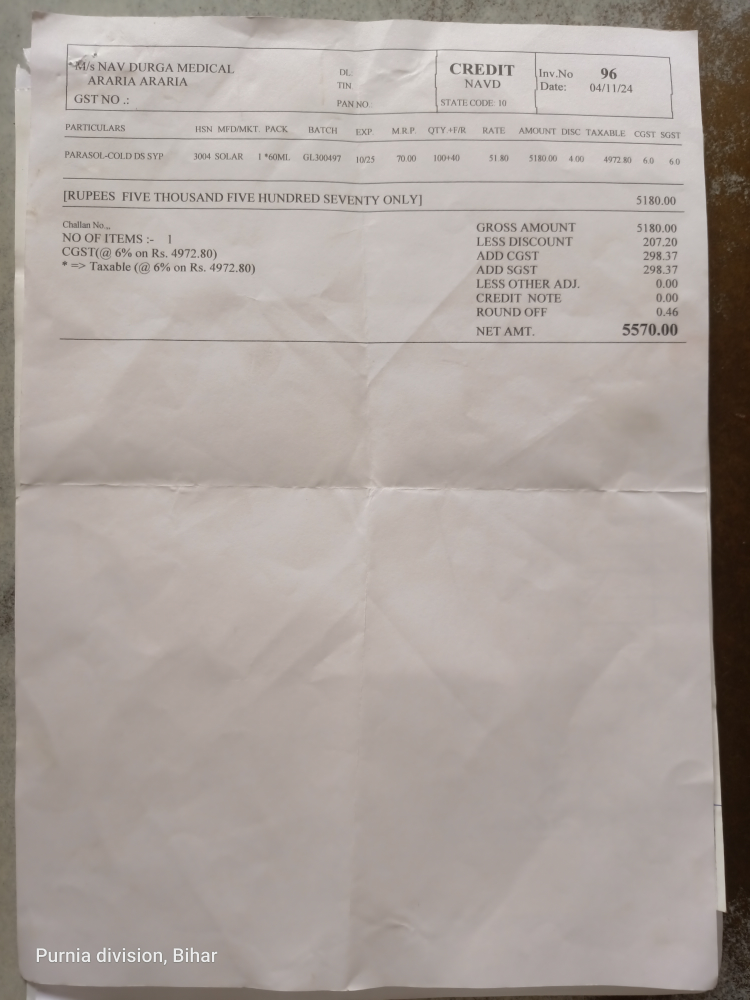 *M/s NAV DURGA MEDICAL
ARARIA ARARIA
GST NO .:
DL
TIN
PAN NO
CREDIT
NAVD
STATE CODE: 10
Inv.No 96
Date: 04/11/24
PARTICULARS HSN MFD/MKT. PACK BATCH EXP. M.R.P. QTY +F/R RATE AMOUNT DISC TAXABLE CGST SGST
PARASOL-COLD DS SYP 3004 SOLAR 1 *60ML GL300497 10/25 70.00 100+40 51.80 5180.00 4.00 4972.80 6.0 6.0
[RUPEES FIVE THOUSAND FIVE HUNDRED SEVENTY ONLY] 5180.00
Challan No.,,
NO OF ITEMS :- 1
CGST(@ 6% on Rs. 4972.80)
* => Taxable (@ 6% on Rs. 4972.80)
GROSS AMOUNT 5180.00
LESS DISCOUNT 207.20
ADD CGST 298.37
ADD SGST 298.37
LESS OTHER ADJ. 0.00
CREDIT NOTE 0.00
ROUND OFF 0.46
NET AMT. 5570.00
Purnia division, Bihar